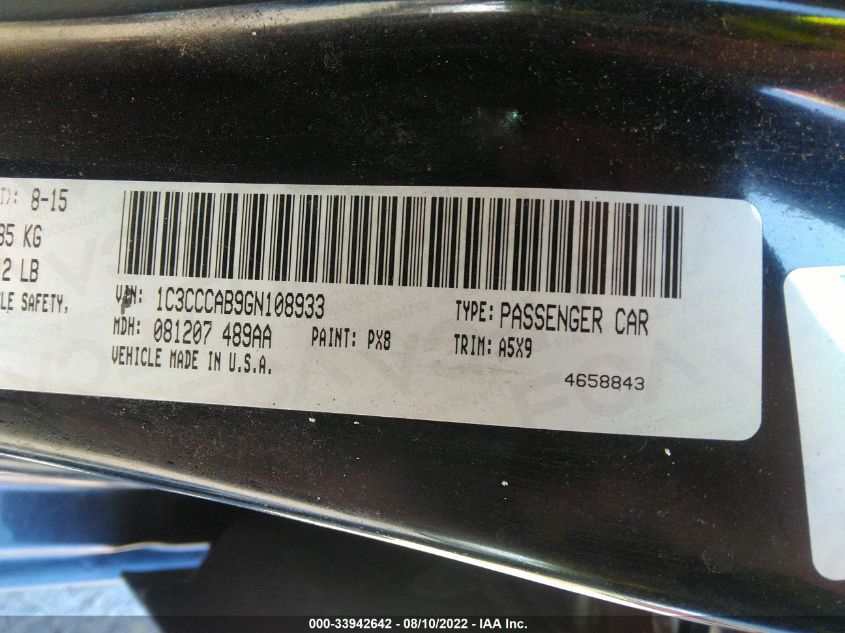 D: 8-15
85 KG
2 LB
LE SAFETY,
VIN: 1C3CCCAB9GN108933
TYPE: PASSENGER CAR
MDH: 081207 489AA
PAINT: PX8
TRIM: A5X9
VEHICLE MADE IN U.S.A.
4658843
000-33942642 - 08/10/2022 - IAA Inc.